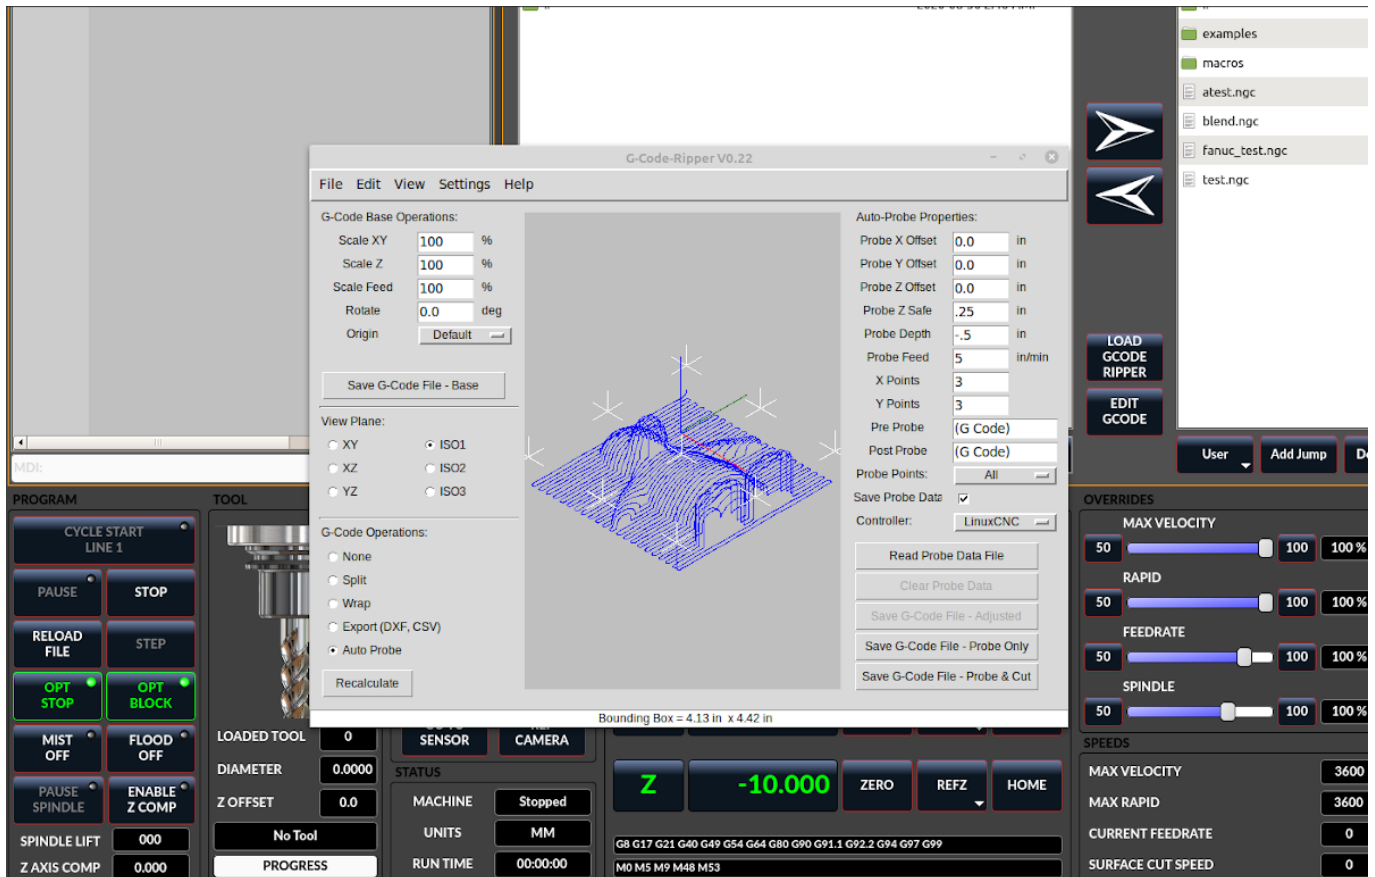 examples
macros
atest.ngc
blend.ngc
fanuc_test.ngc
test.ngc
G-Code-Ripper V0.22
File Edit View Settings Help
G-Code Base Operations:
Scale XY 100 %
Scale Z 100 %
Scale Feed 100 %
Rotate 0.0 deg
Origin Default
Save G-Code File - Base
View Plane:
XY ISO1
XZ ISO2
YZ ISO3
G-Code Operations:
None
Split
Wrap
Export (DXF, CSV)
Auto Probe
Recalculate
Auto-Probe Properties:
Probe X Offset 0.0 in
Probe Y Offset 0.0 in
Probe Z Offset 0.0 in
Probe Z Safe .25 in
Probe Depth -.5 in
Probe Feed 5 in/min
X Points 3
Y Points 3
Pre Probe (G Code)
Post Probe (G Code)
Probe Points: All
Save Probe Data
Controller: LinuxCNC
Read Probe Data File
Clear Probe Data
Save G-Code File - Adjusted
Save G-Code File - Probe Only
Save G-Code File - Probe & Cut
Bounding Box = 4.13 in x 4.42 in
LOAD
GCODE
RIPPER
EDIT
GCODE
User Add Jump
MDI:
PROGRAM
CYCLE START
LINE 1
PAUSE STOP
RELOAD
FILE
STEP
OPT
STOP
OPT
BLOCK
MIST
OFF
FLOOD
OFF
PAUSE
SPINDLE
ENABLE
Z COMP
SPINDLE LIFT 000
Z AXIS COMP 0.000
TOOL
LOADED TOOL 0
DIAMETER 0.0000
Z OFFSET 0.0
No Tool
PROGRESS
SENSOR
CAMERA
STATUS
MACHINE Stopped
UNITS MM
RUN TIME 00:00:00
Z -10.000 ZERO REFZ HOME
G8 G17 G21 G40 G49 G54 G64 G80 G90 G91.1 G92.2 G94 G97 G99
M0 M5 M9 M48 M53
OVERRIDES
MAX VELOCITY
50 100 100 %
RAPID
50 100 100 %
FEEDRATE
50 100 100 %
SPINDLE
50 100 100 %
SPEEDS
MAX VELOCITY 3600
MAX RAPID 3600
CURRENT FEEDRATE 0
SURFACE CUT SPEED 0